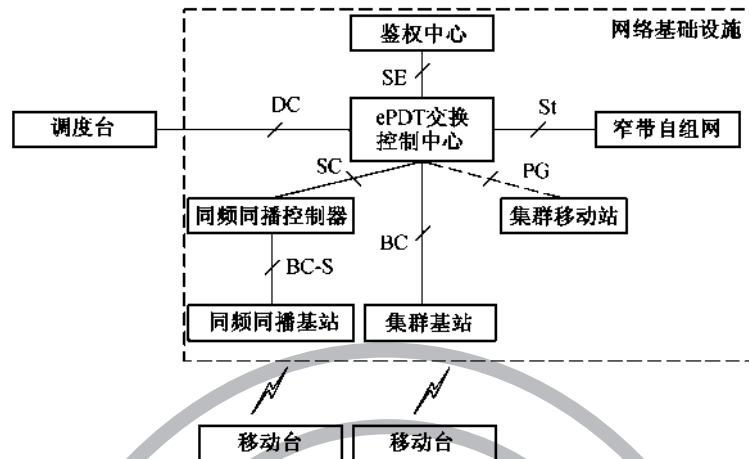 鉴权中心
网络基础设施
SE
调度台
DC
ePDT交换
控制中心
St
窄带自组网
SC
PG
同频同播控制器
集群移动站
BC
BC-S
同频同播基站
集群基站
移动台
移动台